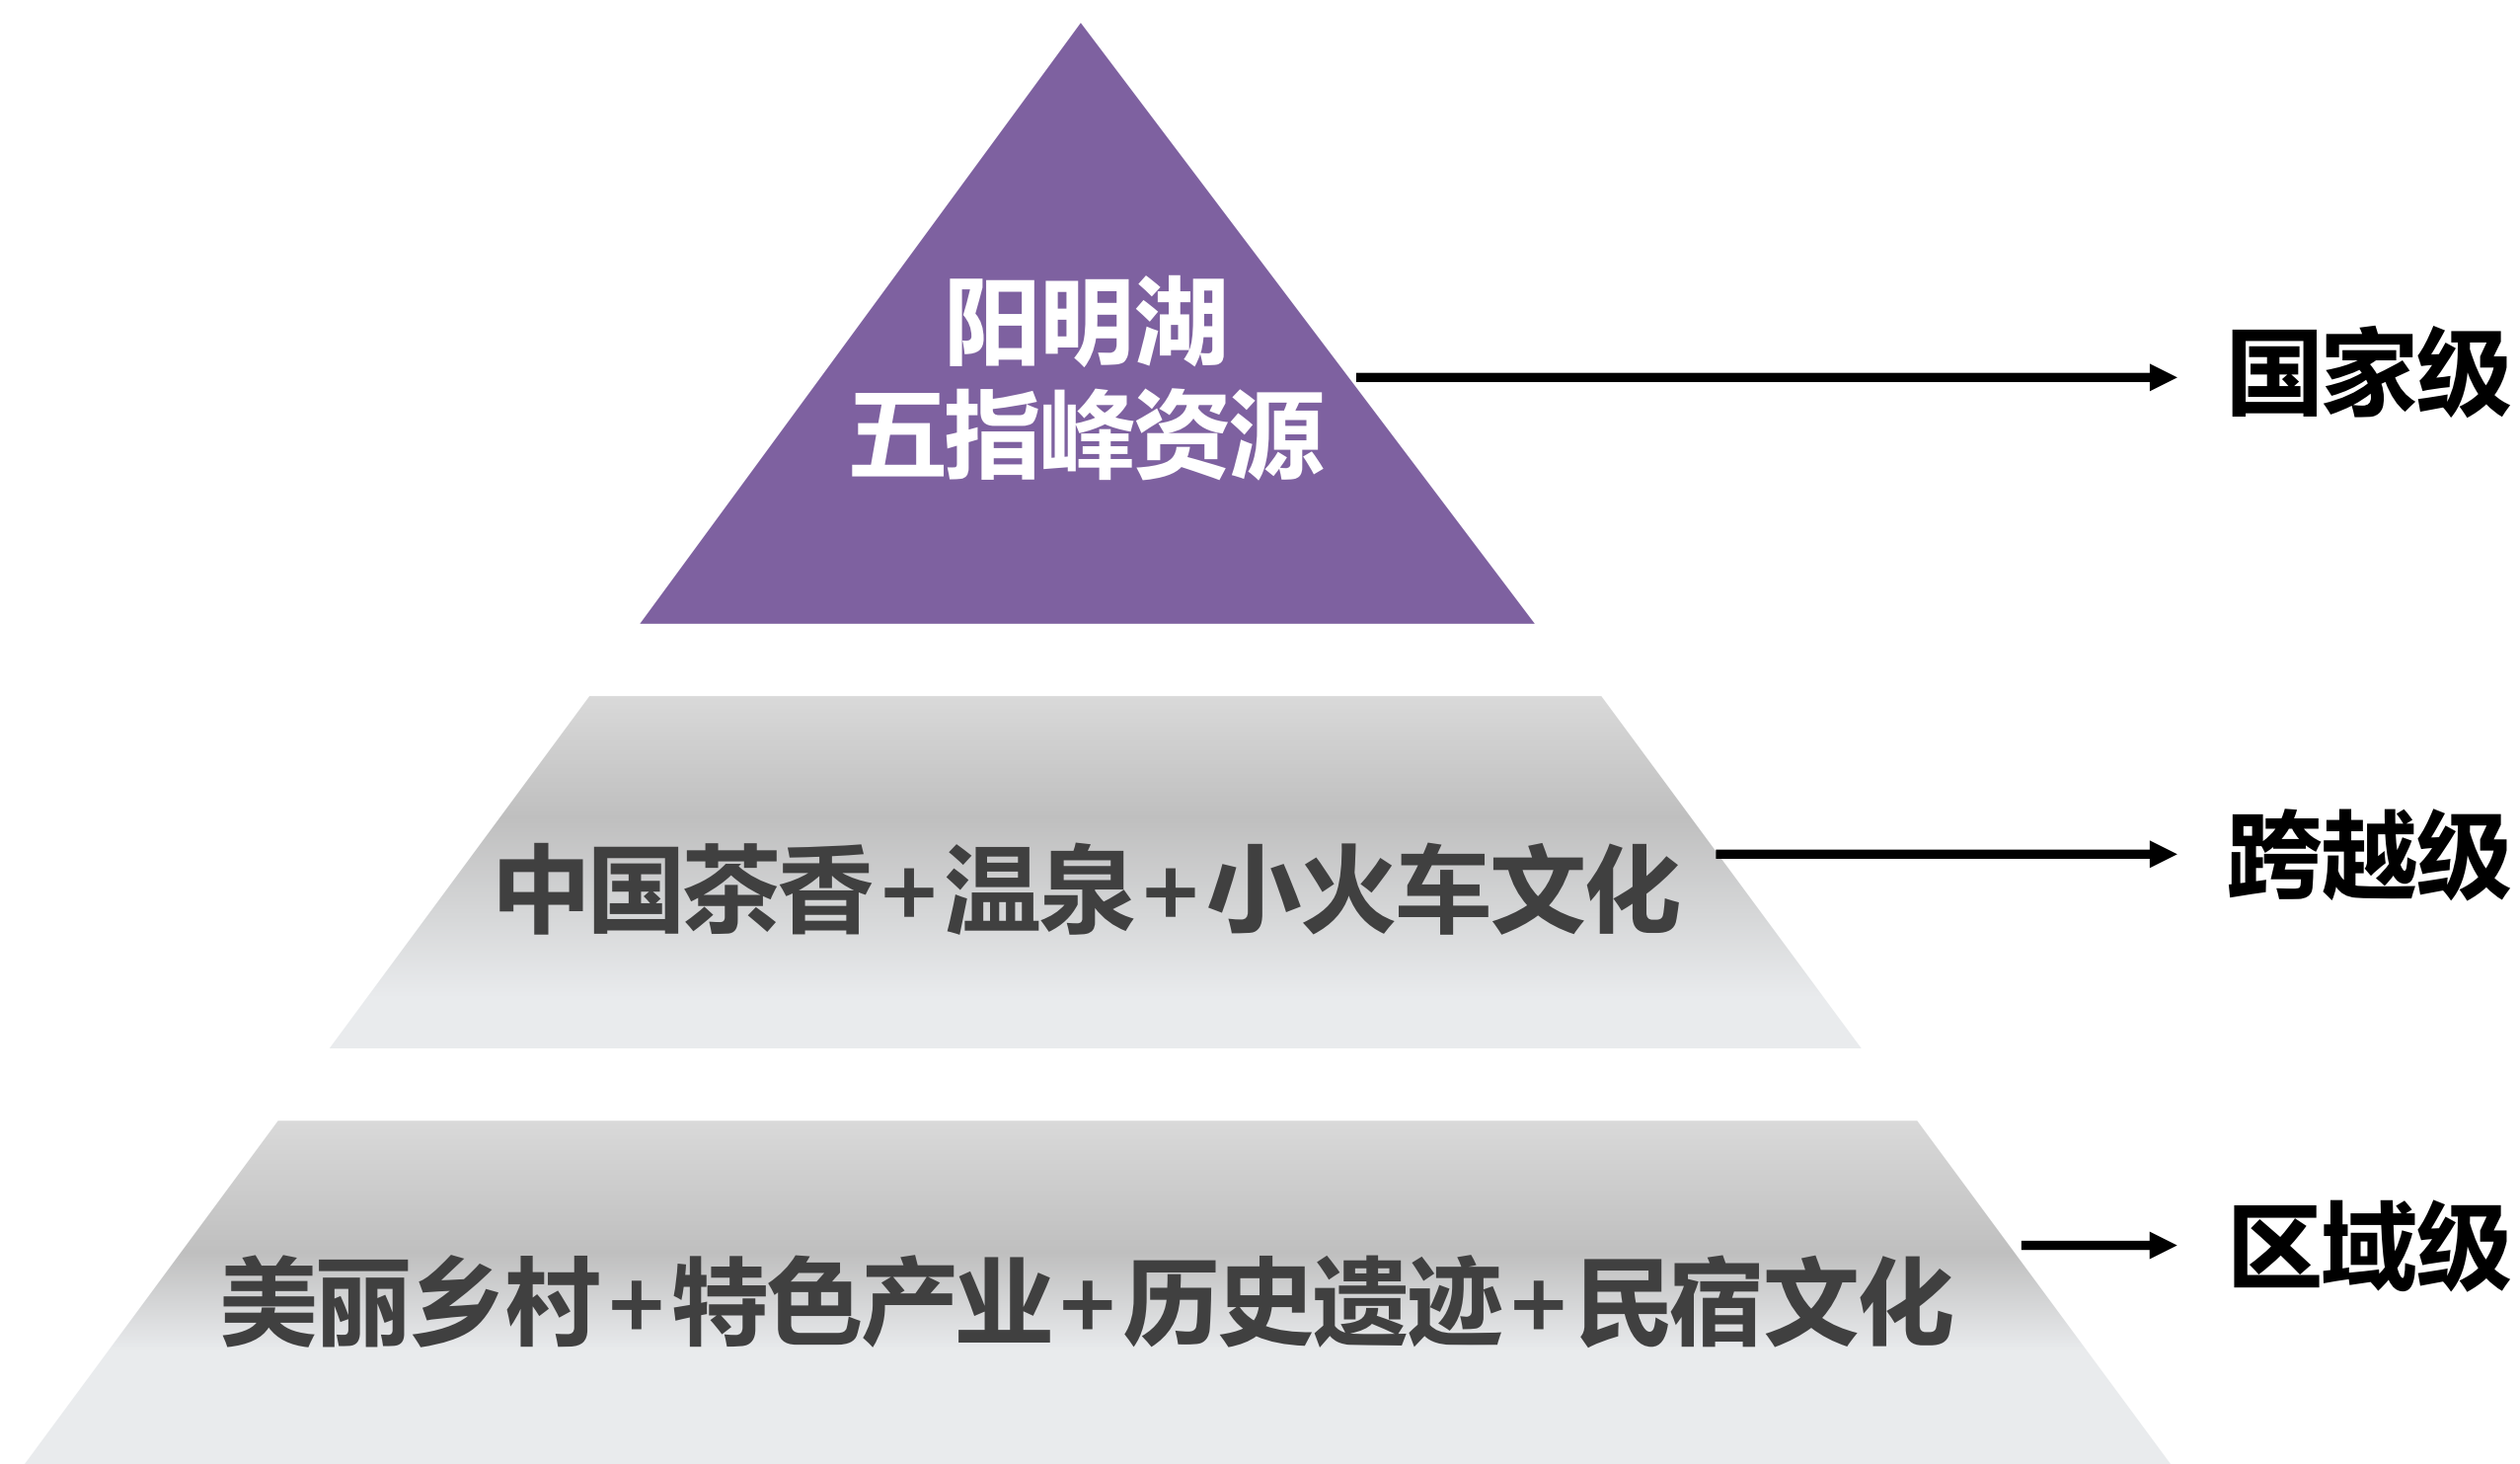 阳明湖
五指峰资源
国家级
中国茶香+温泉+小火车文化
跨越级
美丽乡村+特色产业+历史遗迹+民宿文化
区域级